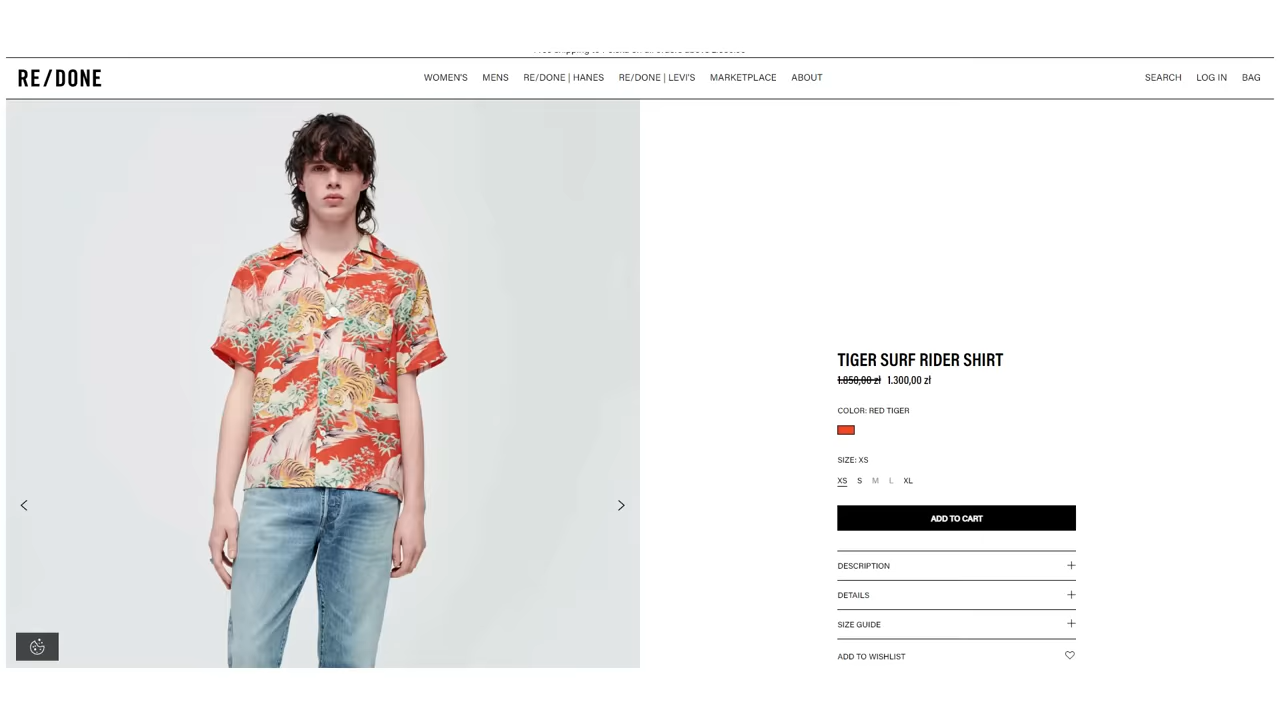 RE/DONE
WOMEN'S MENS RE/DONE | HANES RE/DONE | LEVI'S MARKETPLACE ABOUT
SEARCH LOG IN BAG
TIGER SURF RIDER SHIRT
1.850,00 zł 1.300,00 zł
COLOR: RED TIGER
SIZE: XS
XS S M L XL
ADD TO CART
DESCRIPTION
DETAILS
SIZE GUIDE
ADD TO WISHLIST